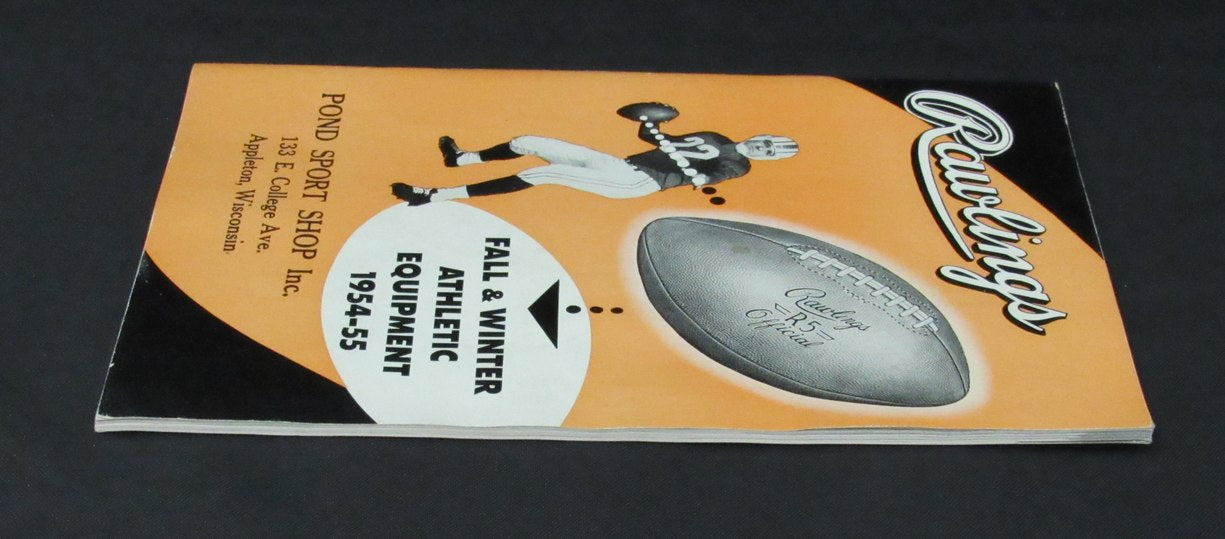 Rawlings
Rawlings
R5
Official
22
FALL & WINTER
ATHLETIC
EQUIPMENT
1954-55
POND SPORT SHOP Inc.
133 E. College Ave.
Appleton, Wisconsin